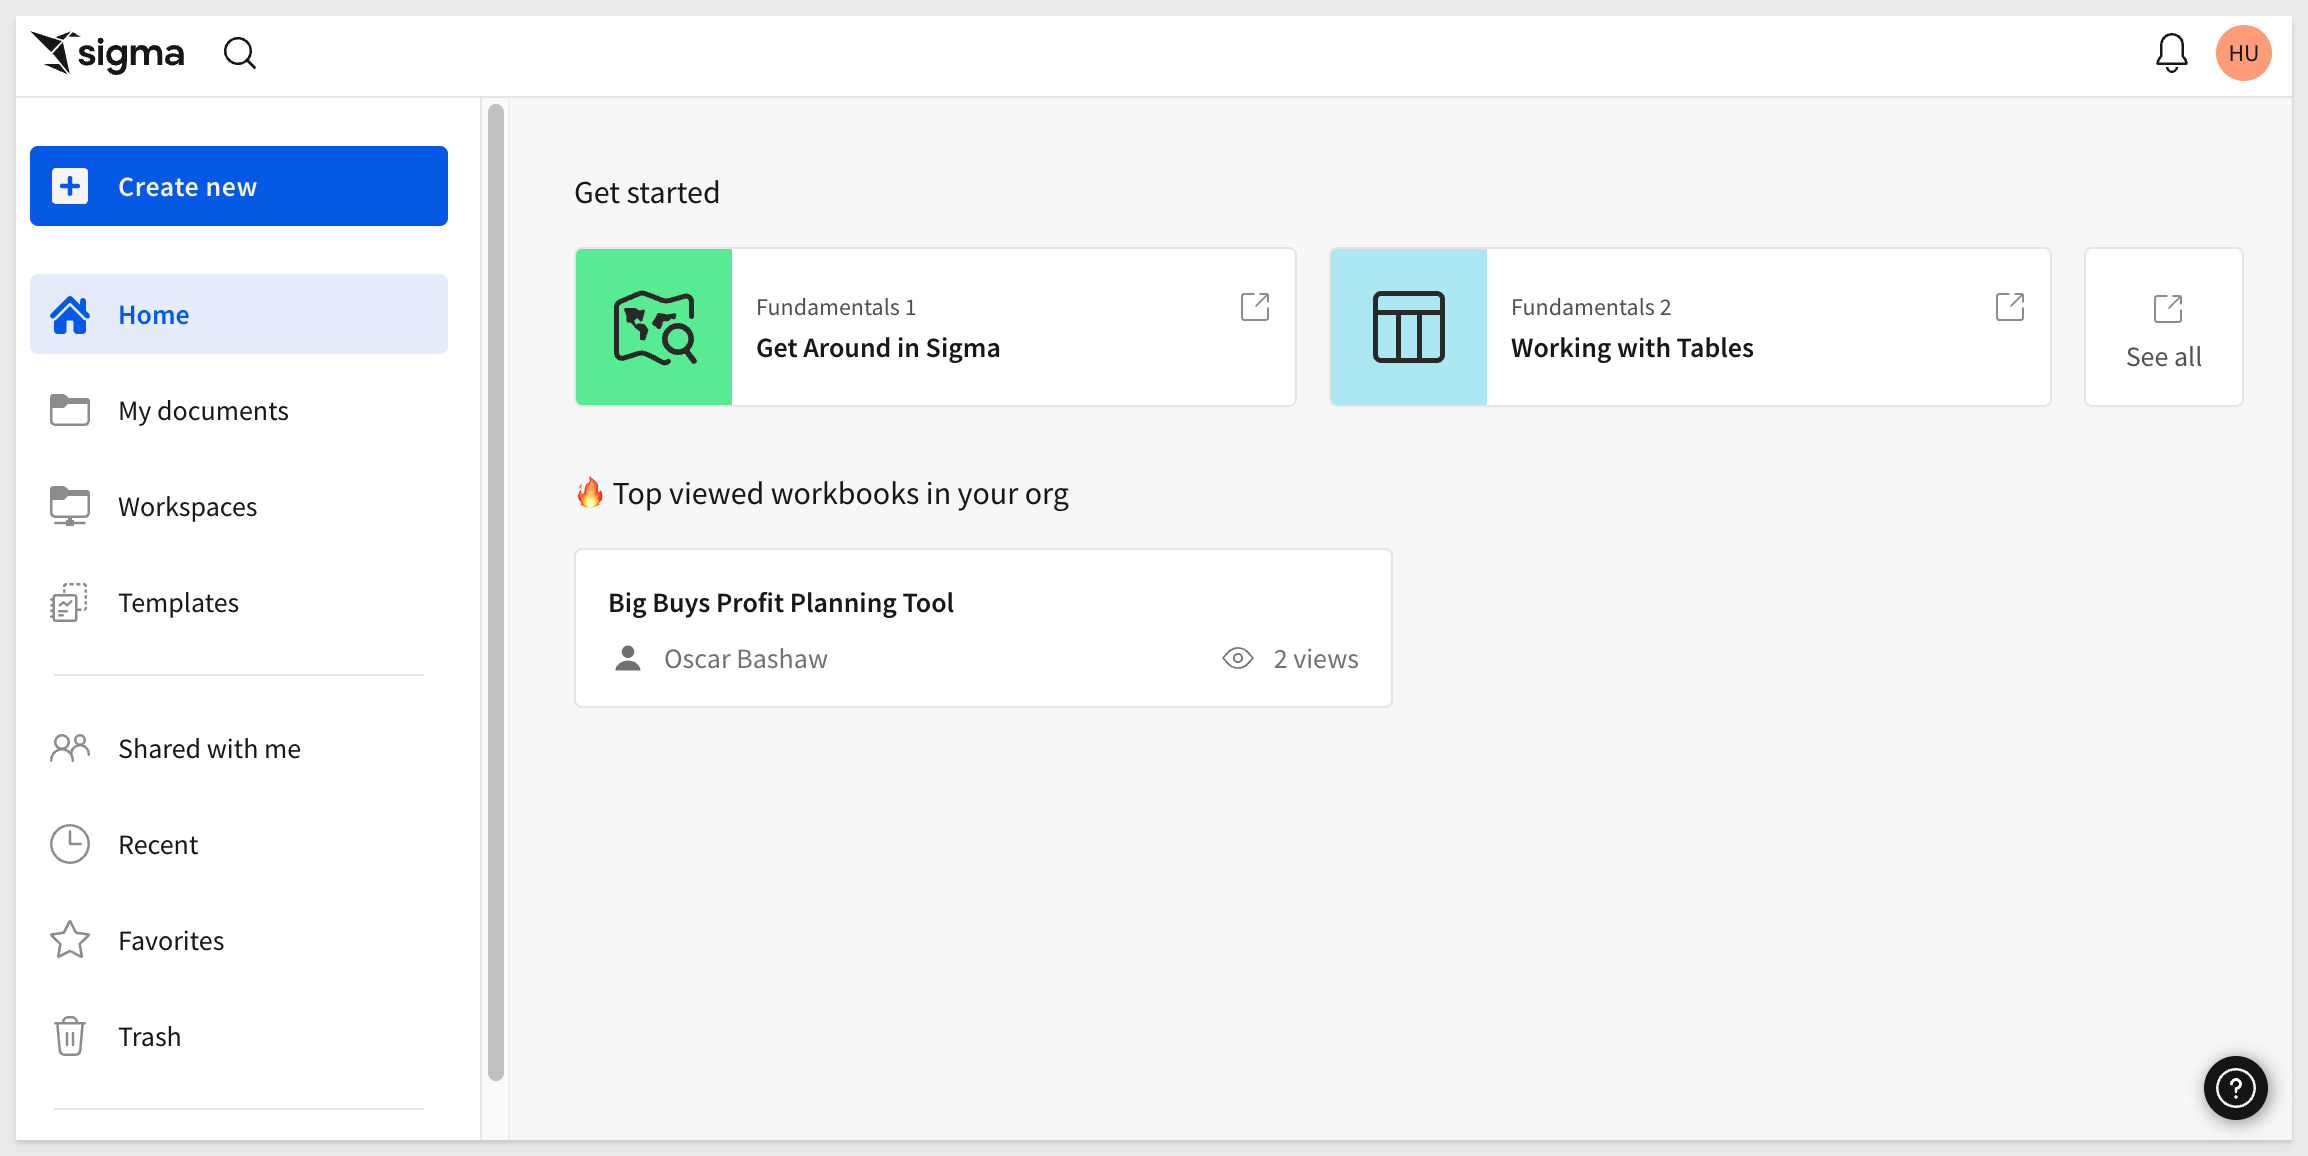 sigma
HU
Create new
Home
My documents
Workspaces
Templates
Shared with me
Recent
Favorites
Trash
Get started
Fundamentals 1
Get Around in Sigma
Fundamentals 2
Working with Tables
See all
🔥 Top viewed workbooks in your org
Big Buys Profit Planning Tool
Oscar Bashaw
2 views
?